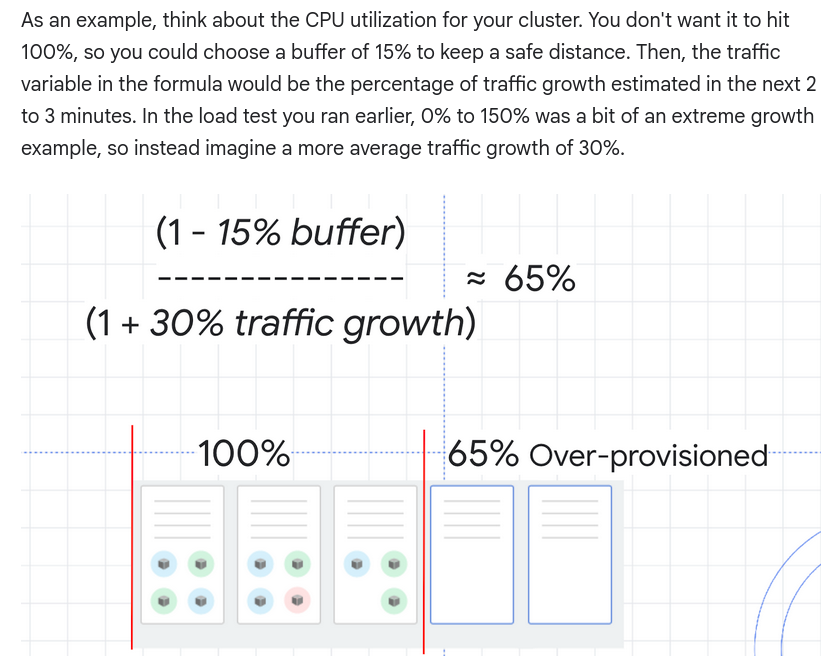 As an example, think about the CPU utilization for your cluster. You don't want it to hit
100%, so you could choose a buffer of 15% to keep a safe distance. Then, the traffic
variable in the formula would be the percentage of traffic growth estimated in the next 2
to 3 minutes. In the load test you ran earlier, 0% to 150% was a bit of an extreme growth
example, so instead imagine a more average traffic growth of 30%.
(1 - 15% buffer)
---------------
≈ 65%
(1 + 30% traffic growth)
100%
65% Over-provisioned